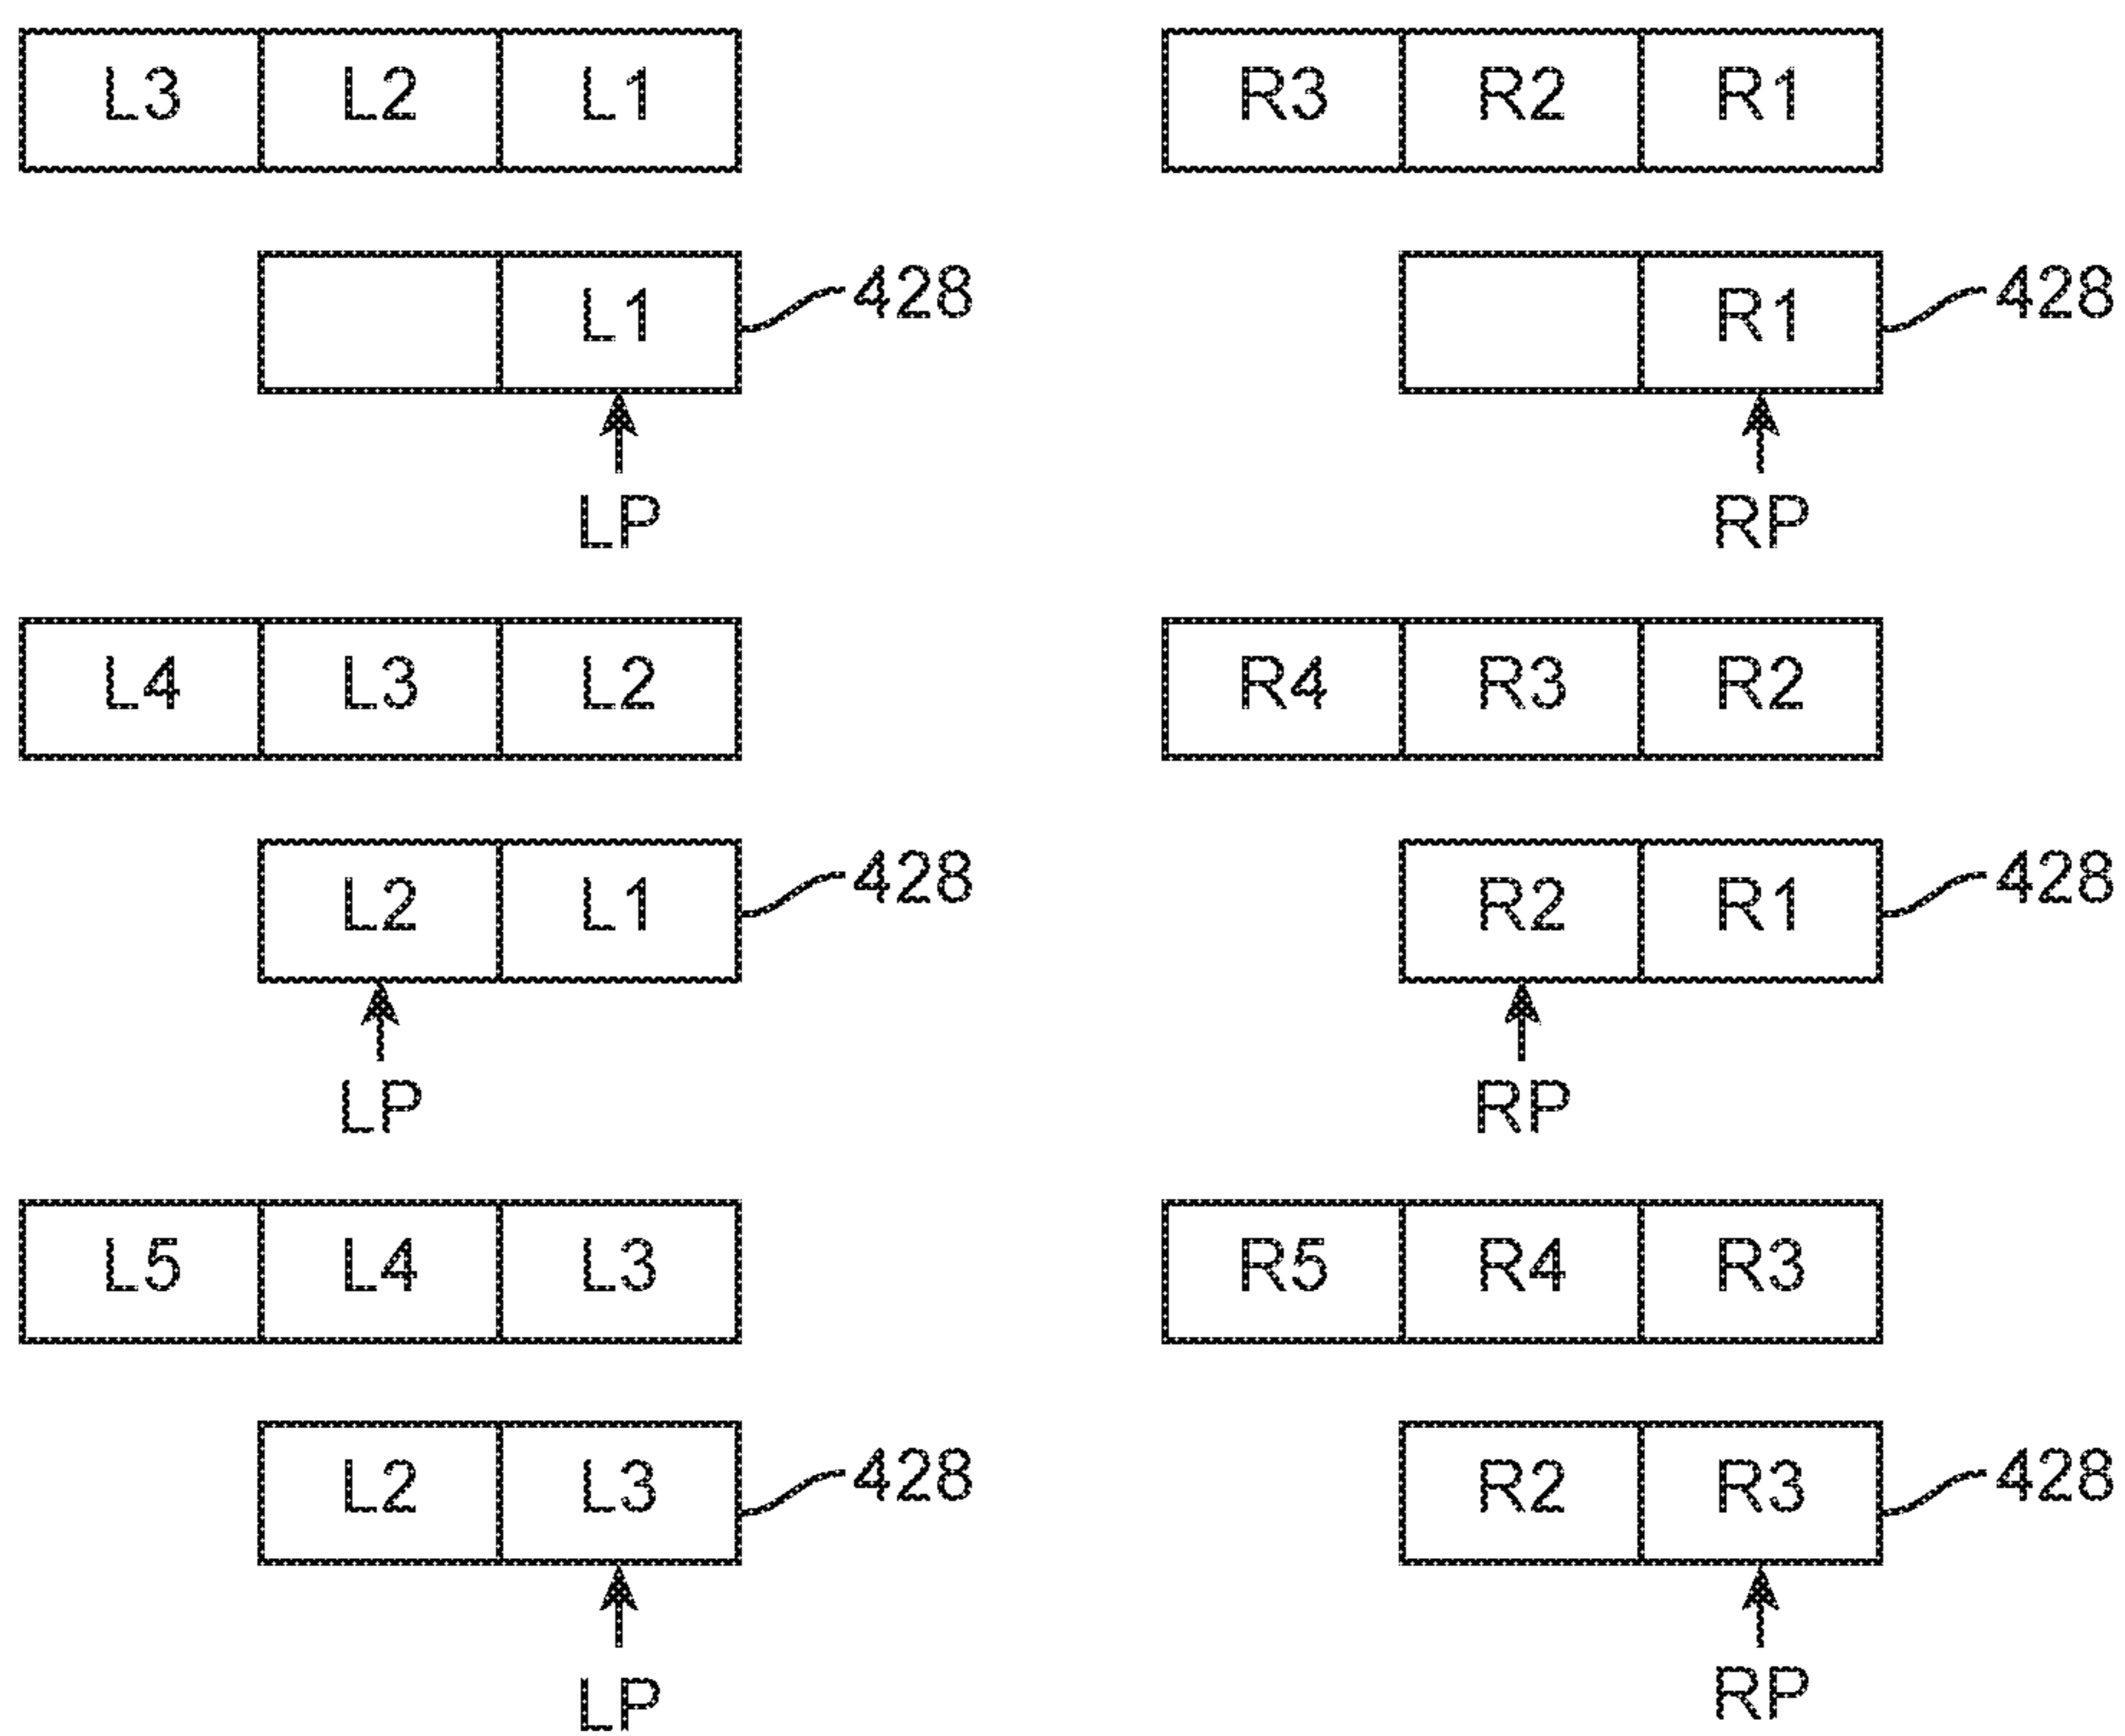 L3 L2 L1 R3 R2 R1
L1 428 R1 428
LP RP
L4 L3 L2 R4 R3 R2
L2 L1 428 R2 R1 428
LP RP
L5 L4 L3 R5 R4 R3
L2 L3 428 R2 R3 428
LP RP